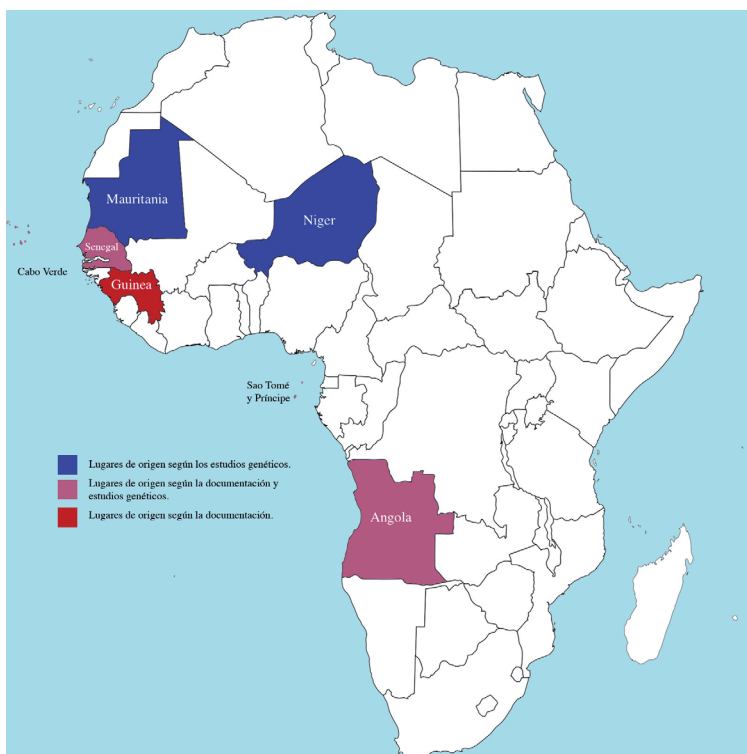 Mauritania
Niger
Senegal
Cabo Verde
Guinea
Sao Tomé
y Príncipe
Lugares de origen según los estudios genéticos.
Lugares de origen según la documentación y
estudios genéticos.
Lugares de origen según la documentación.
Angola